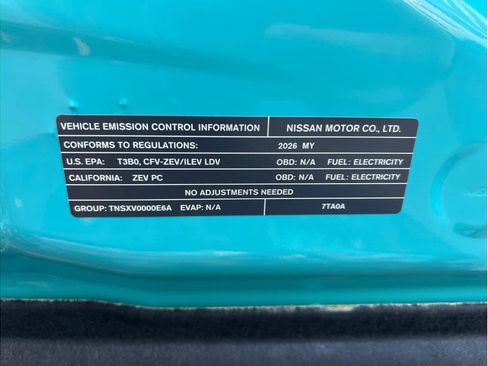 VEHICLE EMISSION CONTROL INFORMATION NISSAN MOTOR CO., LTD.
CONFORMS TO REGULATIONS: 2026 MY
U.S. EPA: T3B0, CFV-ZEV/ILEV LDV OBD: N/A FUEL: ELECTRICITY
CALIFORNIA: ZEV PC OBD: N/A FUEL: ELECTRICITY
NO ADJUSTMENTS NEEDED
GROUP: TNSXV0000E6A EVAP: N/A 7TA0A